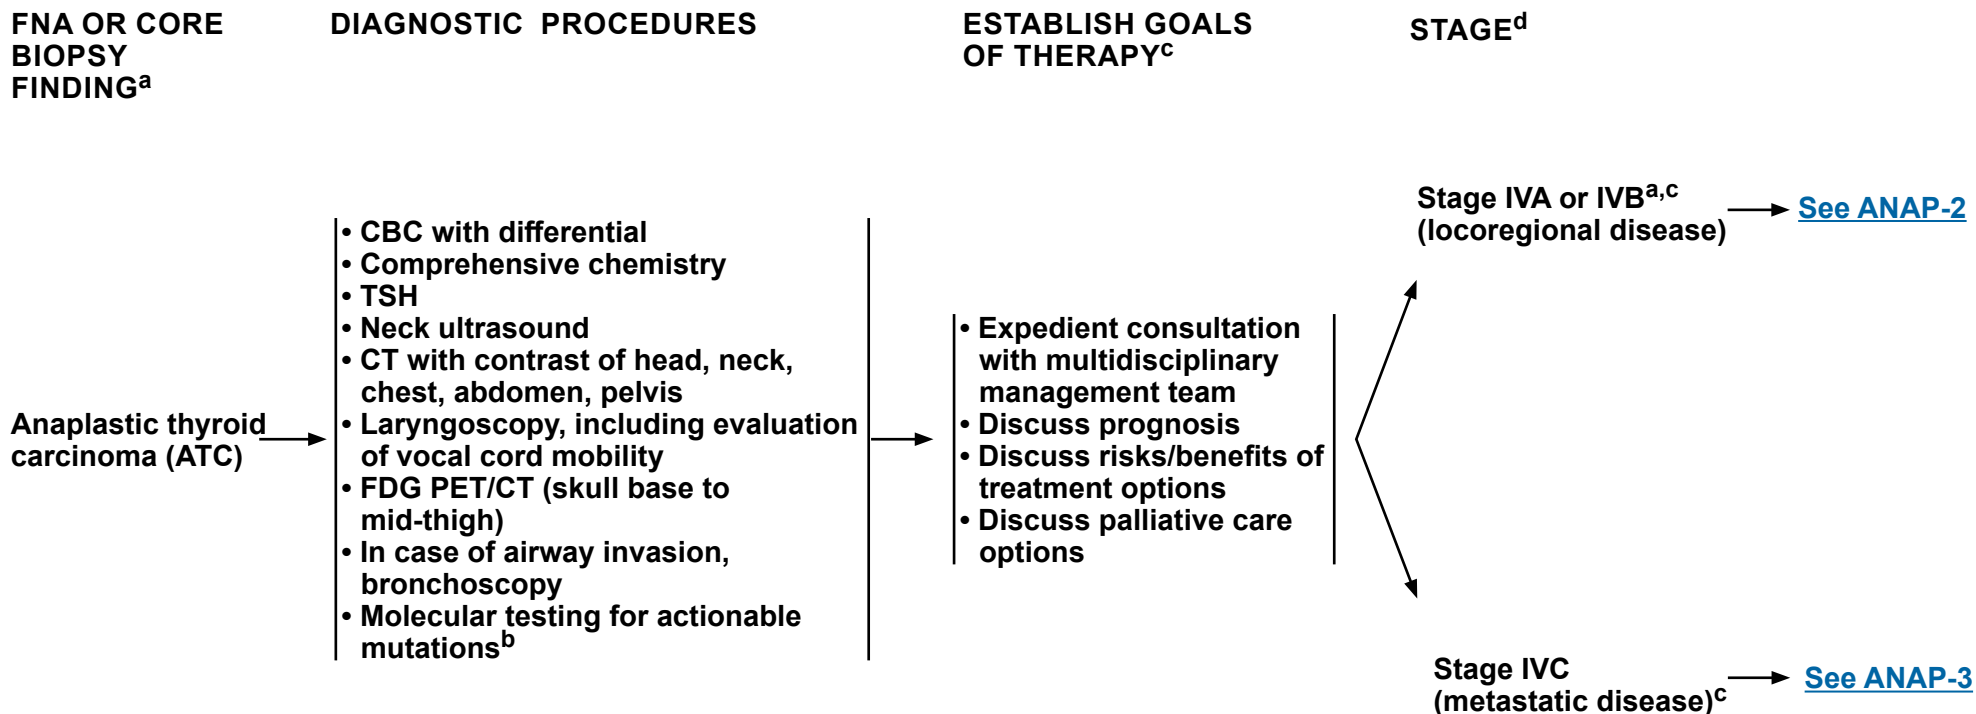 FNA OR CORE
BIOPSY
FINDINGa
DIAGNOSTIC PROCEDURES
ESTABLISH GOALS
OF THERAPYc
STAGEd
Anaplastic thyroid
carcinoma (ATC)
• CBC with differential
• Comprehensive chemistry
• TSH
• Neck ultrasound
• CT with contrast of head, neck,
chest, abdomen, pelvis
• Laryngoscopy, including evaluation
of vocal cord mobility
• FDG PET/CT (skull base to
mid-thigh)
• In case of airway invasion,
bronchoscopy
• Molecular testing for actionable
mutationsb
• Expedient consultation
with multidisciplinary
management team
• Discuss prognosis
• Discuss risks/benefits of
treatment options
• Discuss palliative care
options
Stage IVA or IVBa,c
(locoregional disease)
See ANAP-2
Stage IVC
(metastatic disease)c
See ANAP-3